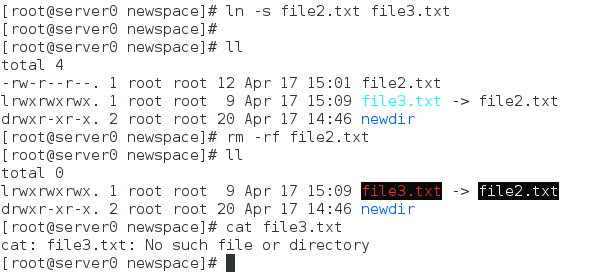 [root@server0 newspace]# ln -s file2.txt file3.txt
[root@server0 newspace]#
[root@server0 newspace]# ll
total 4
-rw-r--r--. 1 root root 12 Apr 17 15:01 file2.txt
lrwxrwxrwx. 1 root root  9 Apr 17 15:09 file3.txt -> file2.txt
drwxr-xr-x. 2 root root 20 Apr 17 14:46 newdir
[root@server0 newspace]# rm -rf file2.txt
[root@server0 newspace]# ll
total 0
lrwxrwxrwx. 1 root root  9 Apr 17 15:09 file3.txt -> file2.txt
drwxr-xr-x. 2 root root 20 Apr 17 14:46 newdir
[root@server0 newspace]# cat file3.txt
cat: file3.txt: No such file or directory
[root@server0 newspace]#